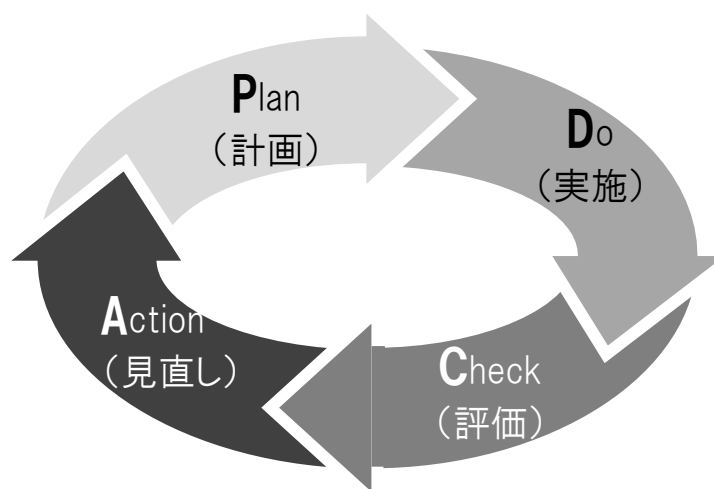 Plan
（計画）
Do
（実施）
Check
（評価）
Action
（見直し）